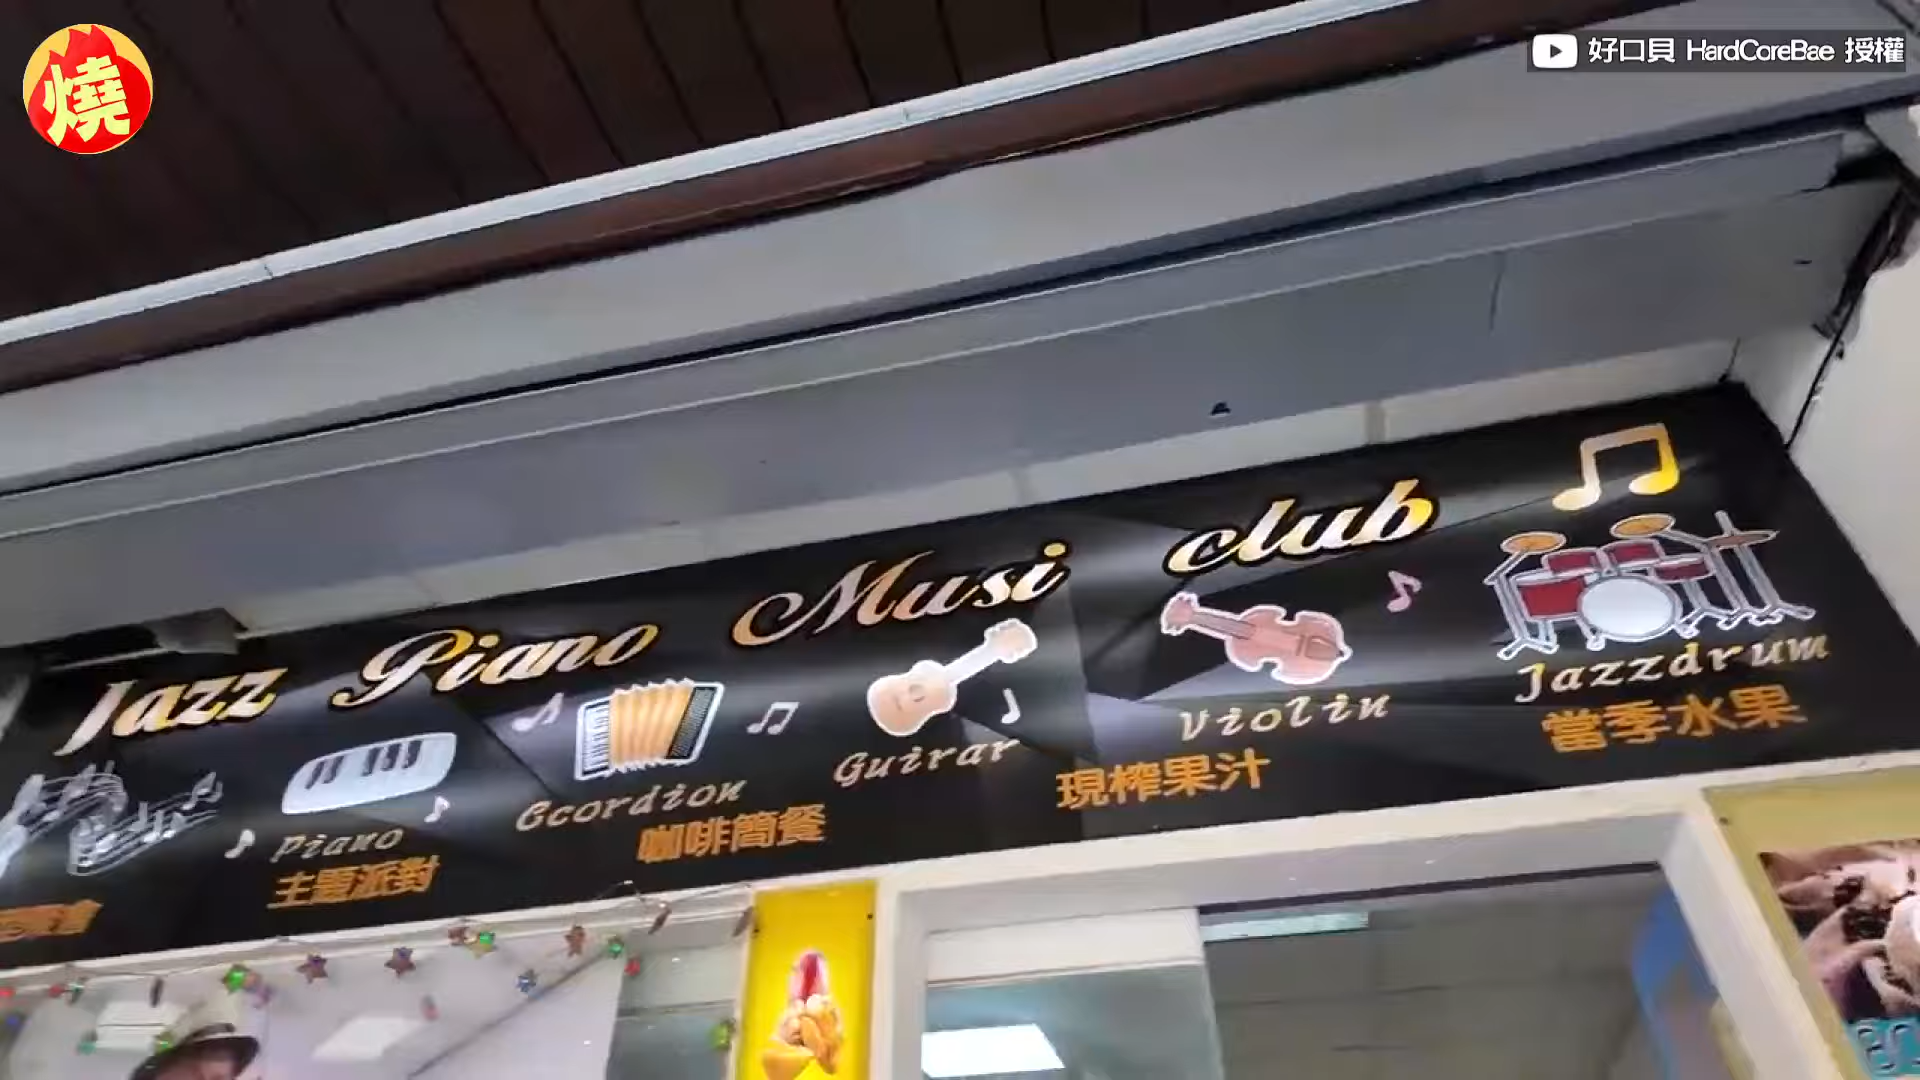 燒
好口貝 HardCoreBae 授權
Jazz Piano Musi club
Piano
Gcordion
Guirar
Violin
Jazzdrum
主題派對
咖啡簡餐
現榨果汁
當季水果